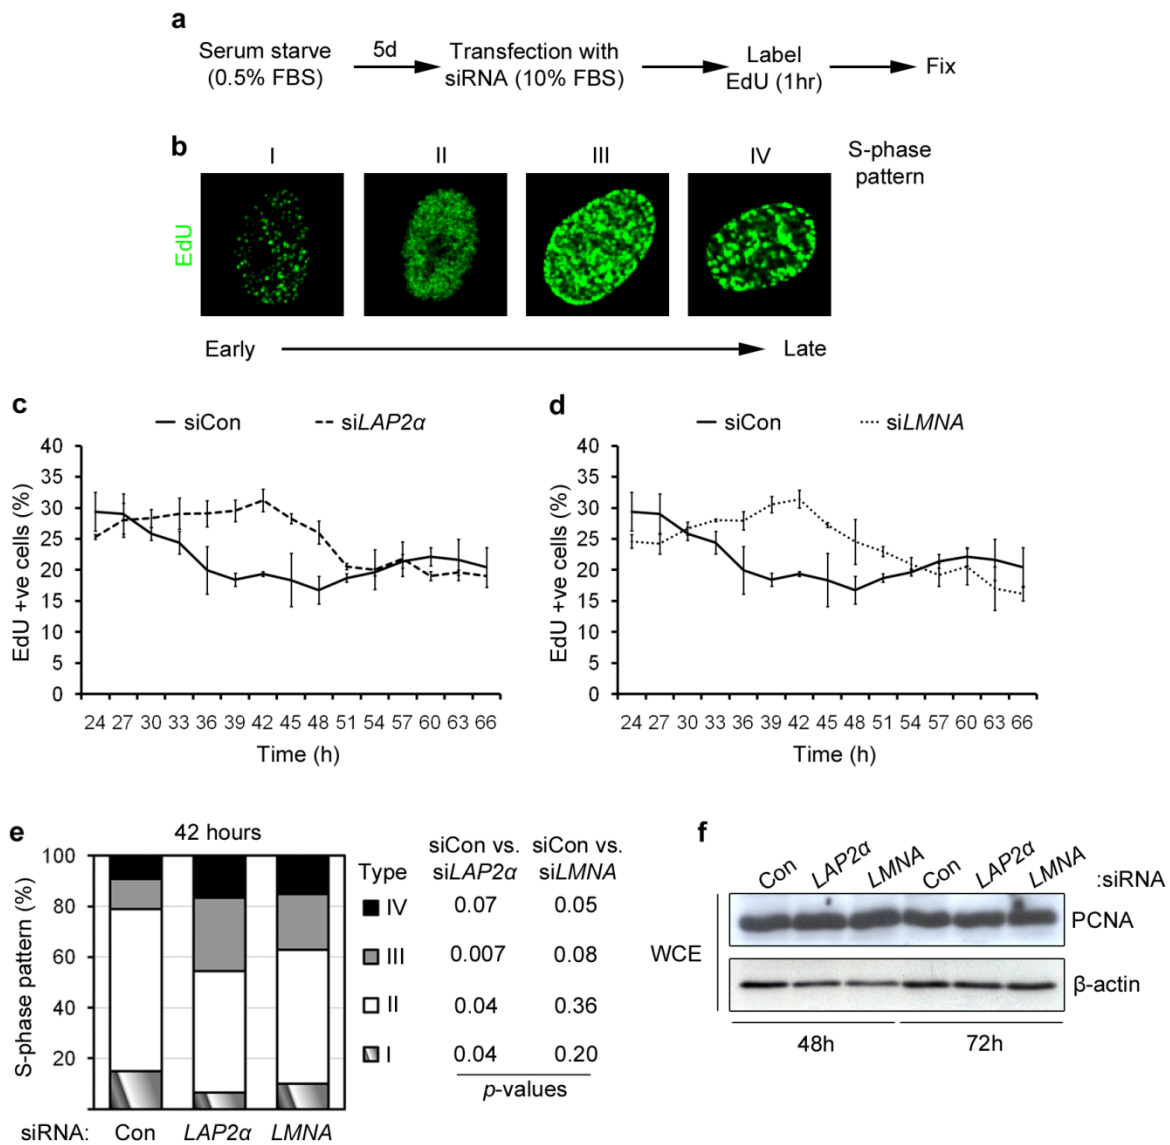 a
Serum starve
(0.5% FBS)
5d
Transfection with
siRNA (10% FBS)
Label
EdU (1hr)
Fix
b
I II III IV
S-phase
pattern
EdU
Early Late
c
siCon siLAP2α
EdU +ve cells (%)
40
35
30
25
20
15
10
5
0
24 27 30 33 36 39 42 45 48 51 54 57 60 63 66
Time (h)
d
siCon siLMNA
EdU +ve cells (%)
40
35
30
25
20
15
10
5
0
24 27 30 33 36 39 42 45 48 51 54 57 60 63 66
Time (h)
e
42 hours
S-phase pattern (%)
100
80
60
40
20
siRNA: Con LAP2α LMNA
Type
siCon vs.
siLAP2α
siCon vs.
siLMNA
IV 0.07 0.05
III 0.007 0.08
II 0.04 0.36
I 0.04 0.20
p-values
f
Con LAP2α LMNA Con LAP2α LMNA :siRNA
WCE
PCNA
β-actin
48h 72h